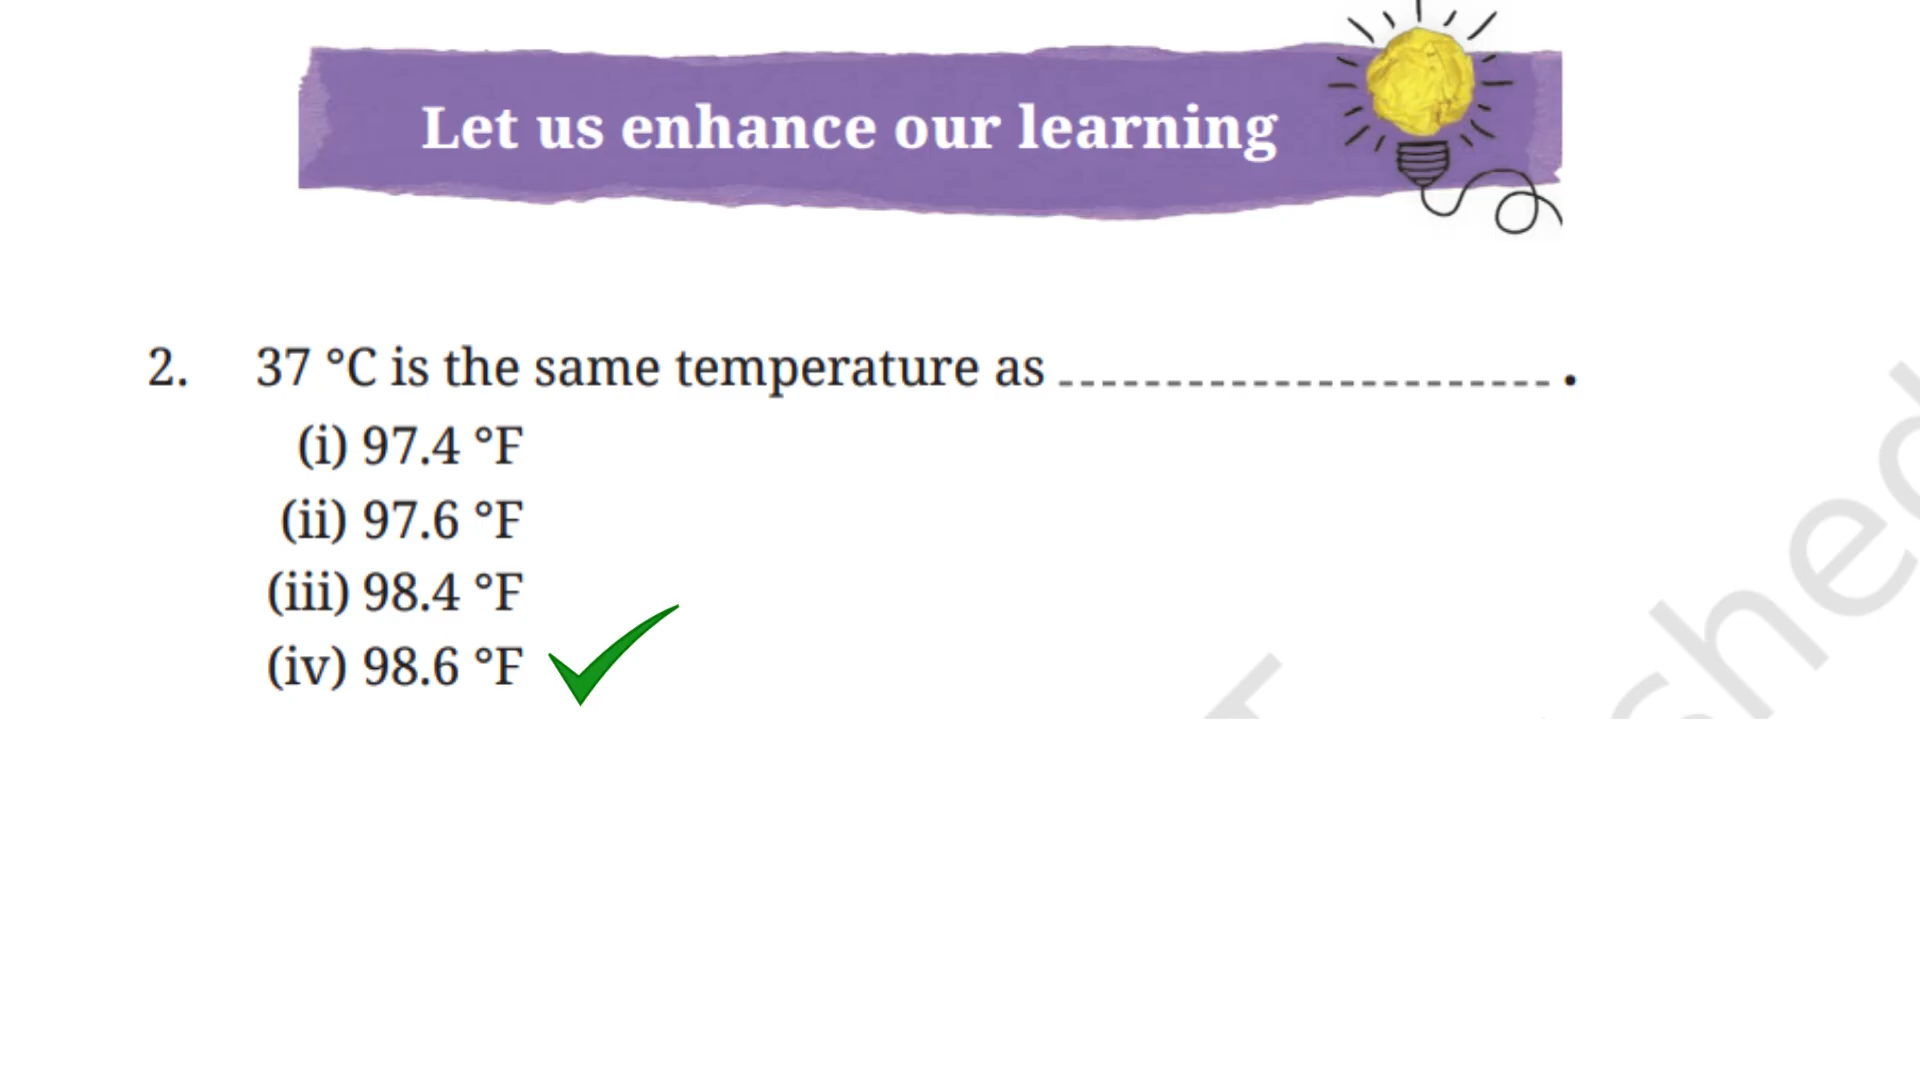 Let us enhance our learning
2. 37 °C is the same temperature as ______________________ .
(i) 97.4 °F
(ii) 97.6 °F
(iii) 98.4 °F
(iv) 98.6 °F